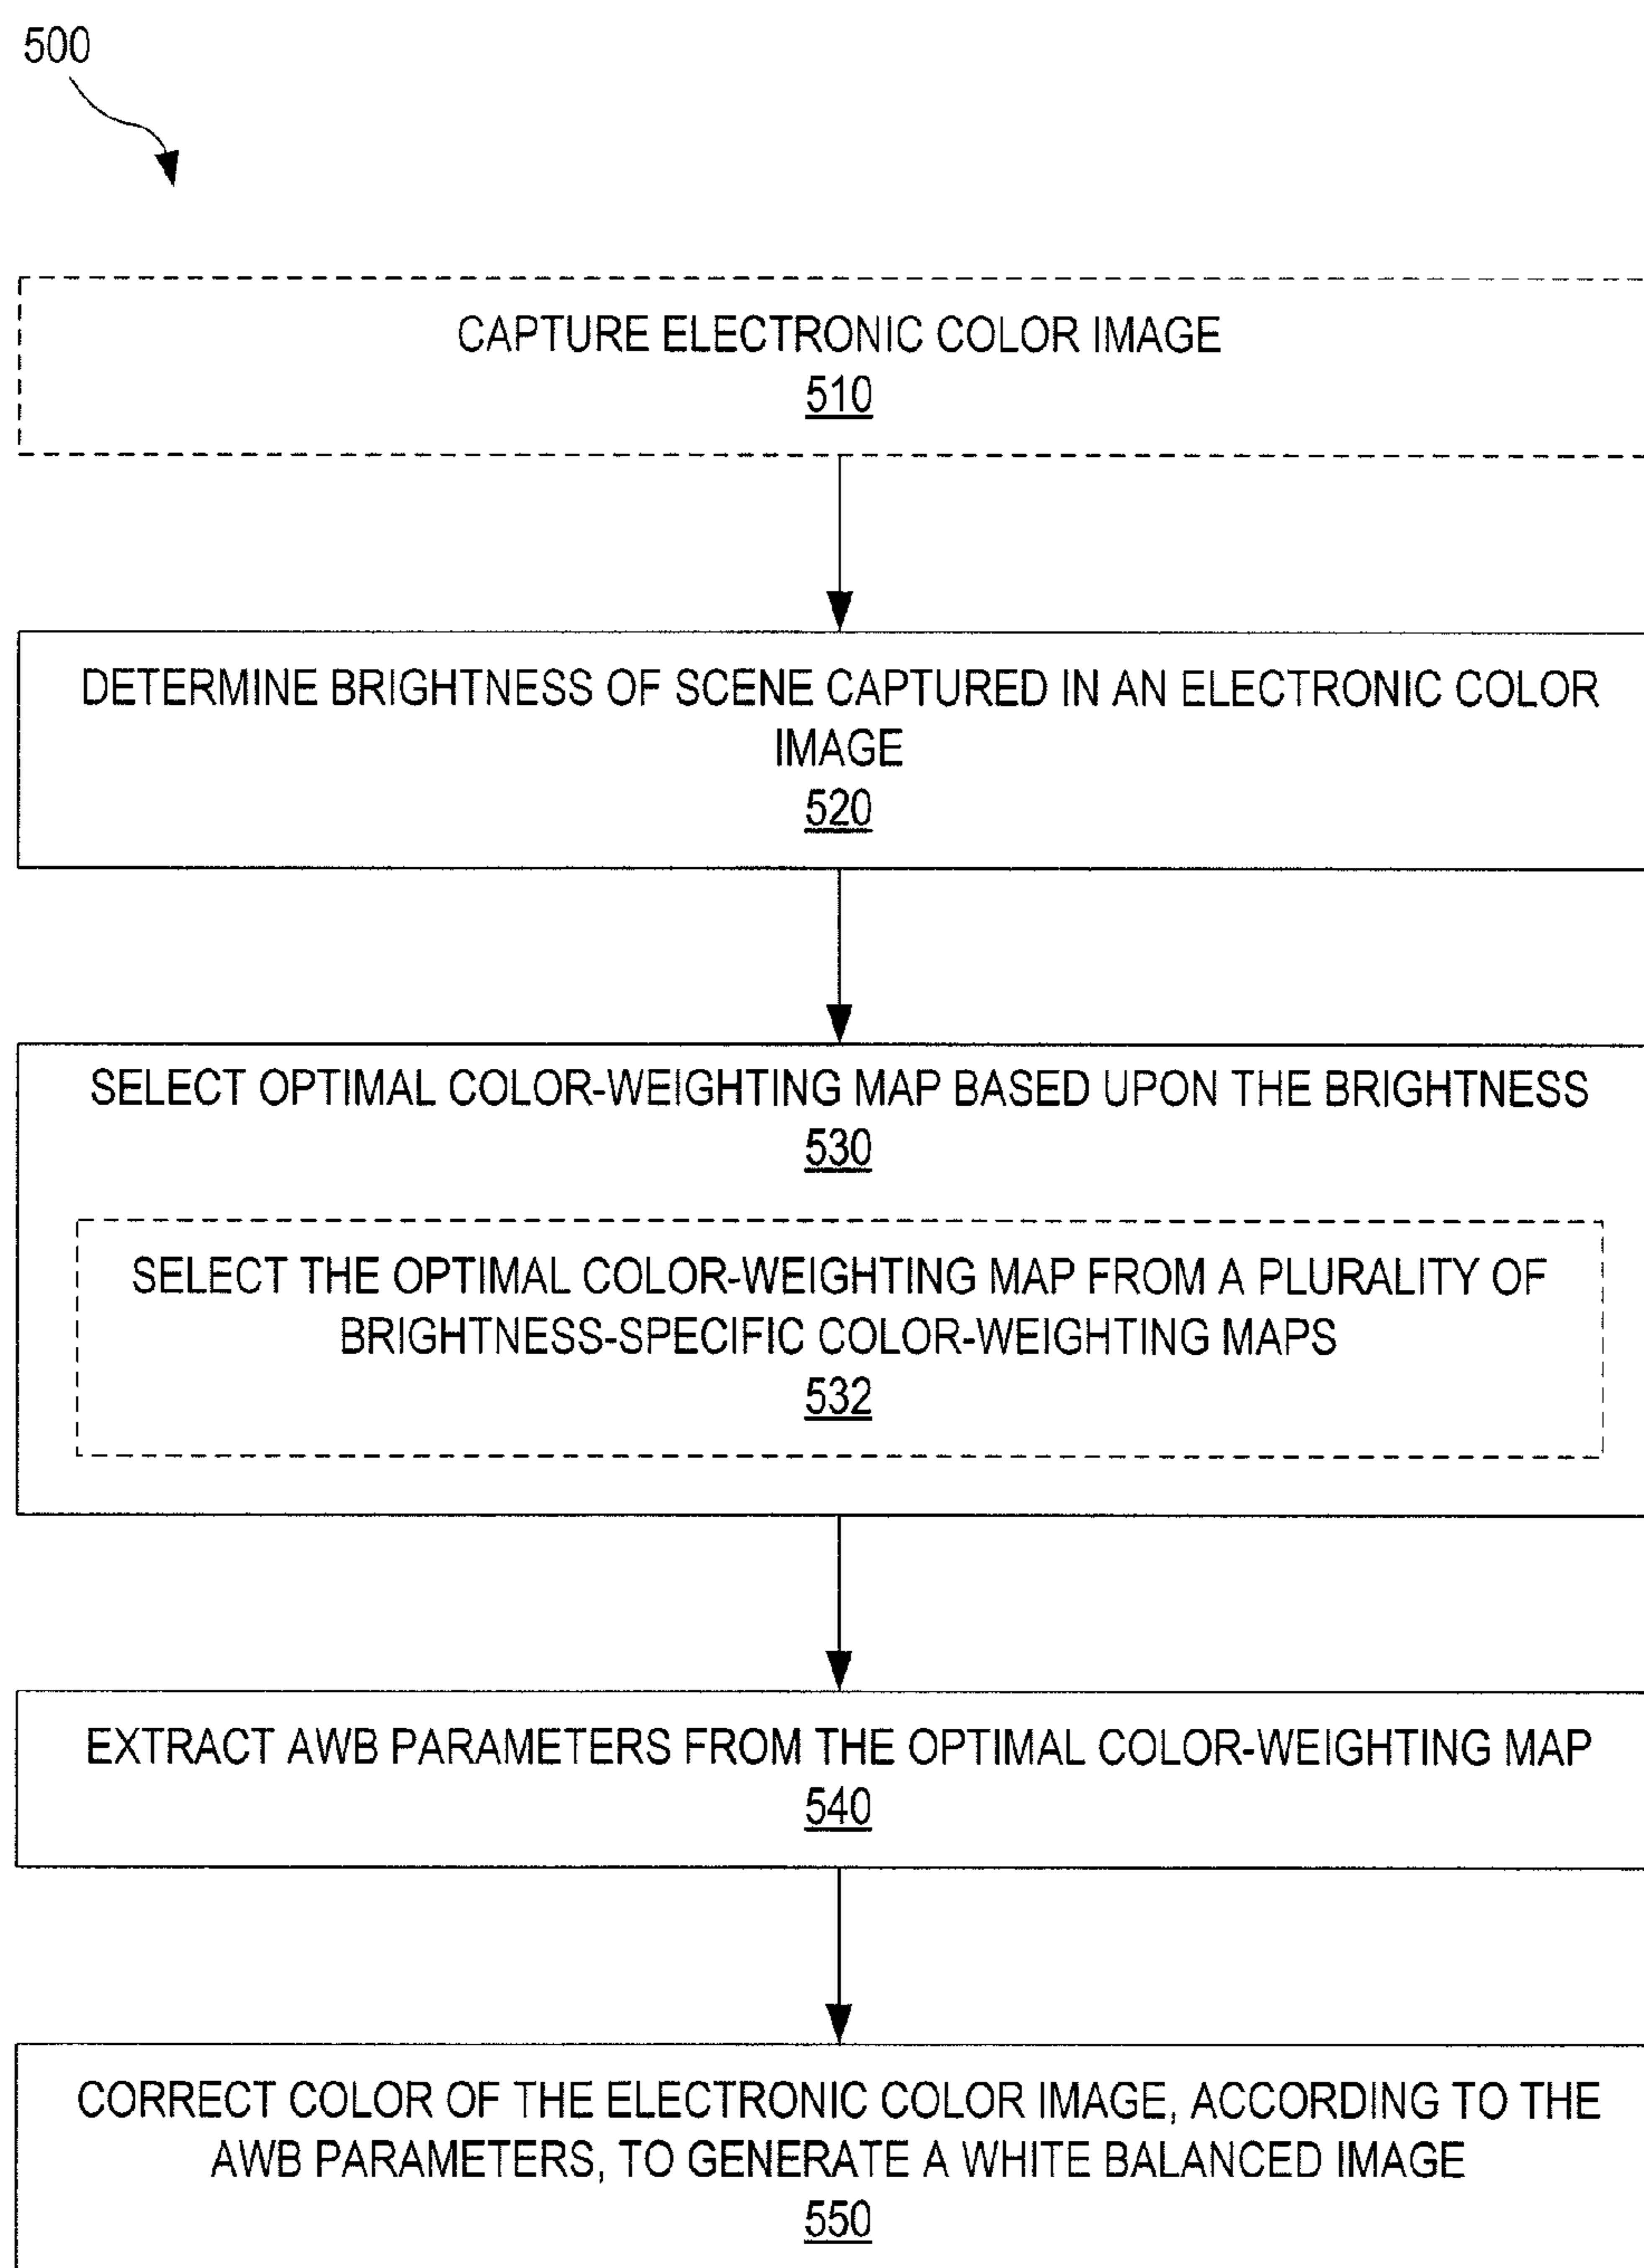 500
CAPTURE ELECTRONIC COLOR IMAGE
510
DETERMINE BRIGHTNESS OF SCENE CAPTURED IN AN ELECTRONIC COLOR
IMAGE
520
SELECT OPTIMAL COLOR-WEIGHTING MAP BASED UPON THE BRIGHTNESS
530
SELECT THE OPTIMAL COLOR-WEIGHTING MAP FROM A PLURALITY OF
BRIGHTNESS-SPECIFIC COLOR-WEIGHTING MAPS
532
EXTRACT AWB PARAMETERS FROM THE OPTIMAL COLOR-WEIGHTING MAP
540
CORRECT COLOR OF THE ELECTRONIC COLOR IMAGE, ACCORDING TO THE
AWB PARAMETERS, TO GENERATE A WHITE BALANCED IMAGE
550